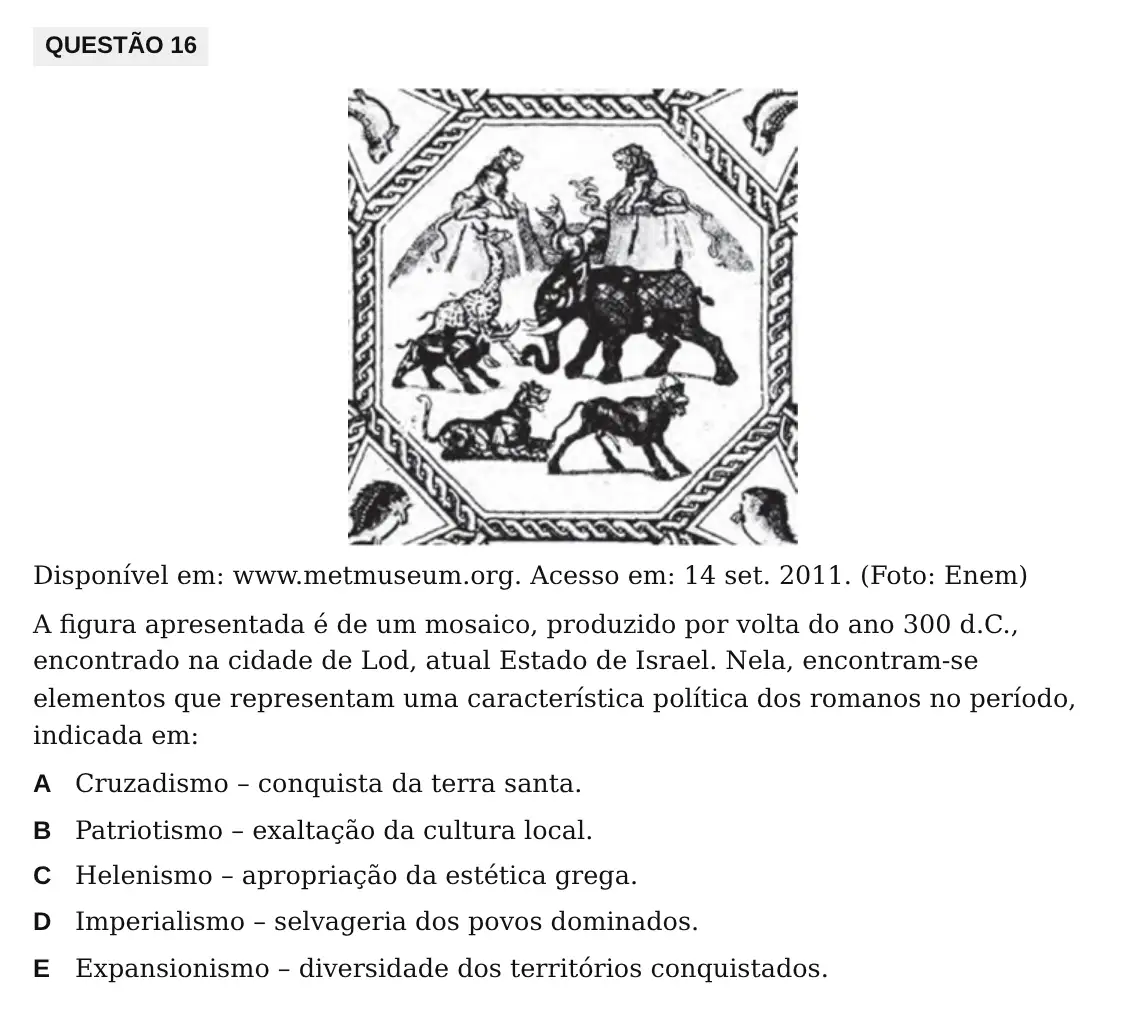 QUESTÃO 16
Disponível em: www.metmuseum.org. Acesso em: 14 set. 2011. (Foto: Enem)
A figura apresentada é de um mosaico, produzido por volta do ano 300 d.C.,
encontrado na cidade de Lod, atual Estado de Israel. Nela, encontram-se
elementos que representam uma característica política dos romanos no período,
indicada em:
A Cruzadismo – conquista da terra santa.
B Patriotismo – exaltação da cultura local.
C Helenismo – apropriação da estética grega.
D Imperialismo – selvageria dos povos dominados.
E Expansionismo – diversidade dos territórios conquistados.